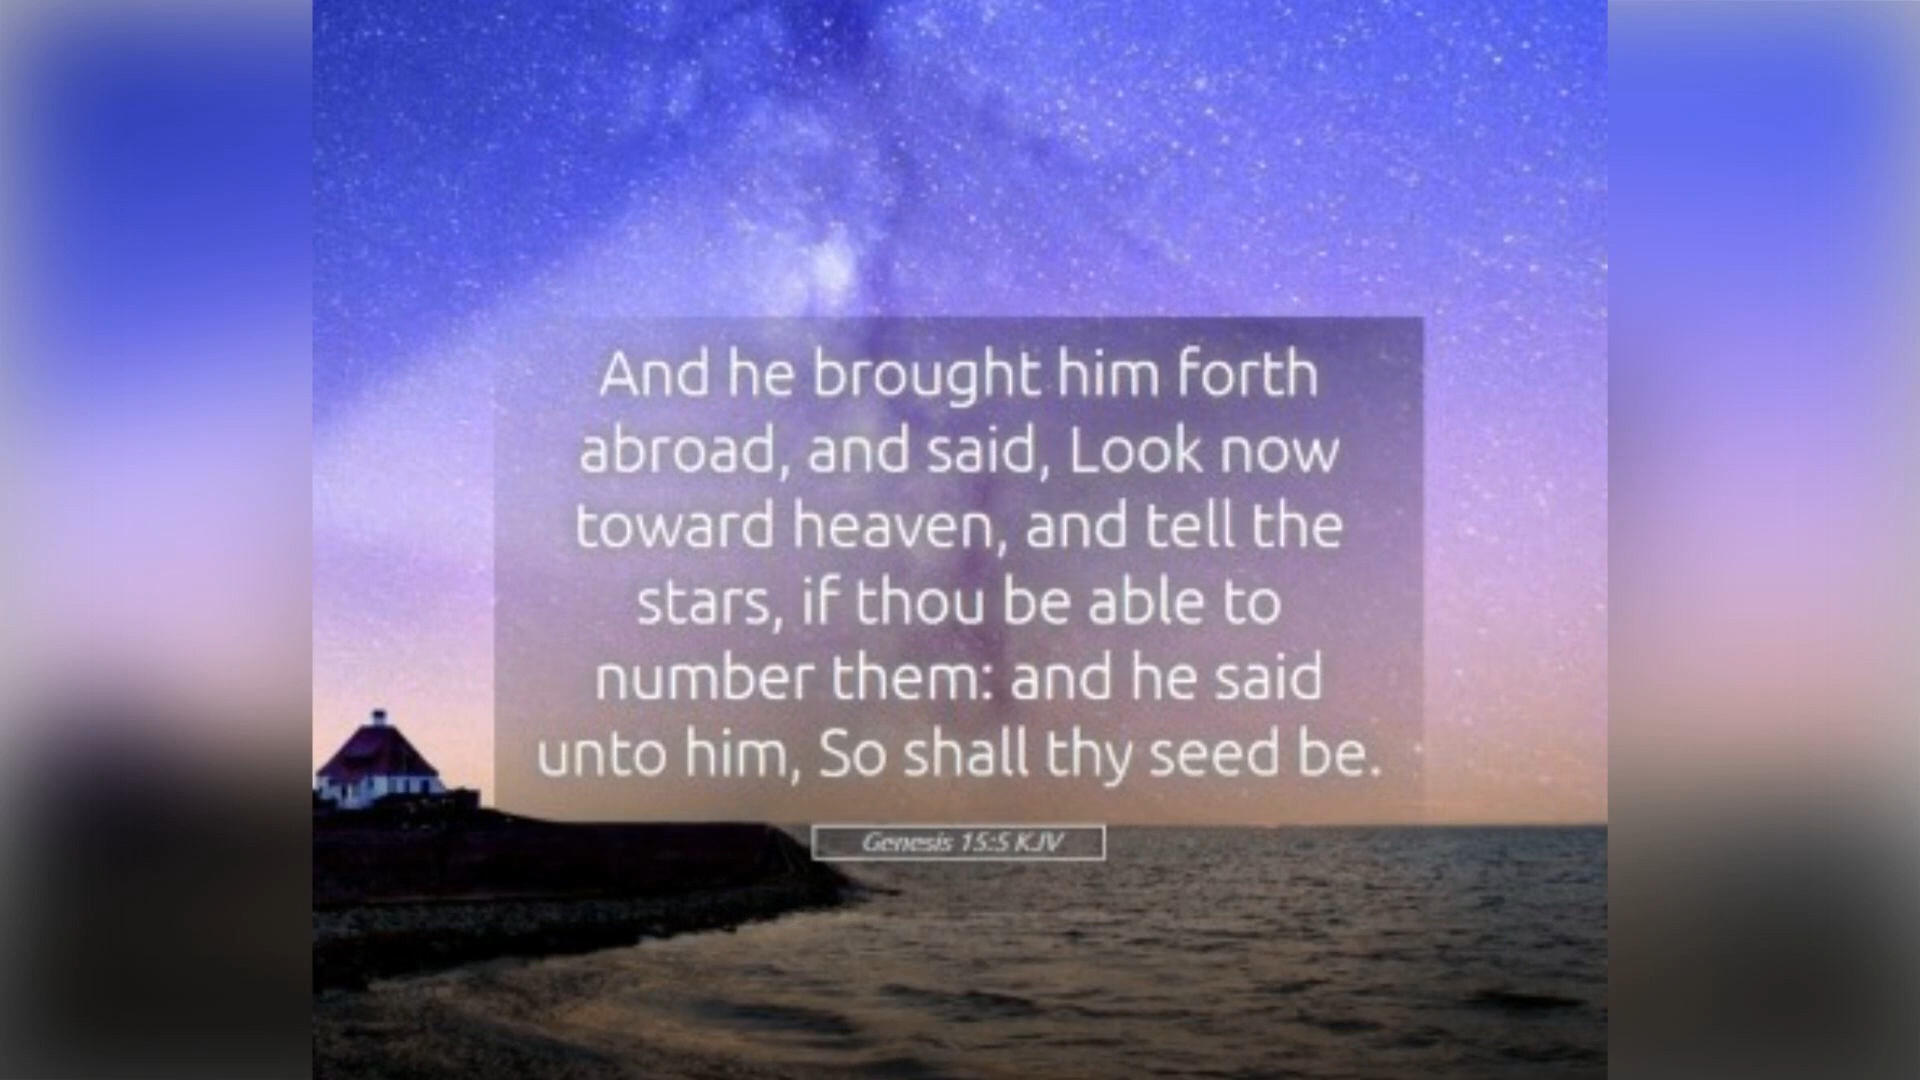 And he brought him forth
abroad, and said, Look now
toward heaven, and tell the
stars, if thou be able to
number them: and he said
unto him, So shall thy seed be.
Genesis 15:5 KJV